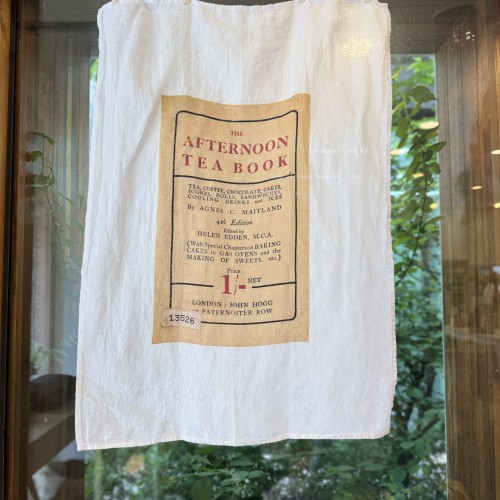 THE
AFTERNOON
TEA BOOK
TEA, COFFEE, CHOCOLATE, CAKES,
SCONES, ROLLS, SANDWICHES,
COOLING DRINKS and ICES
By AGNES C. MAITLAND
4th Edition
Edited by
HELEN EDDEN, M.C.A.
(With Special Chapters on BAKING
CAKES in GAS OVENS and the
MAKING OF SWEETS, etc.)
Price
1/- NET
LONDON: JOHN HOGG
PATERNOSTER ROW
13526